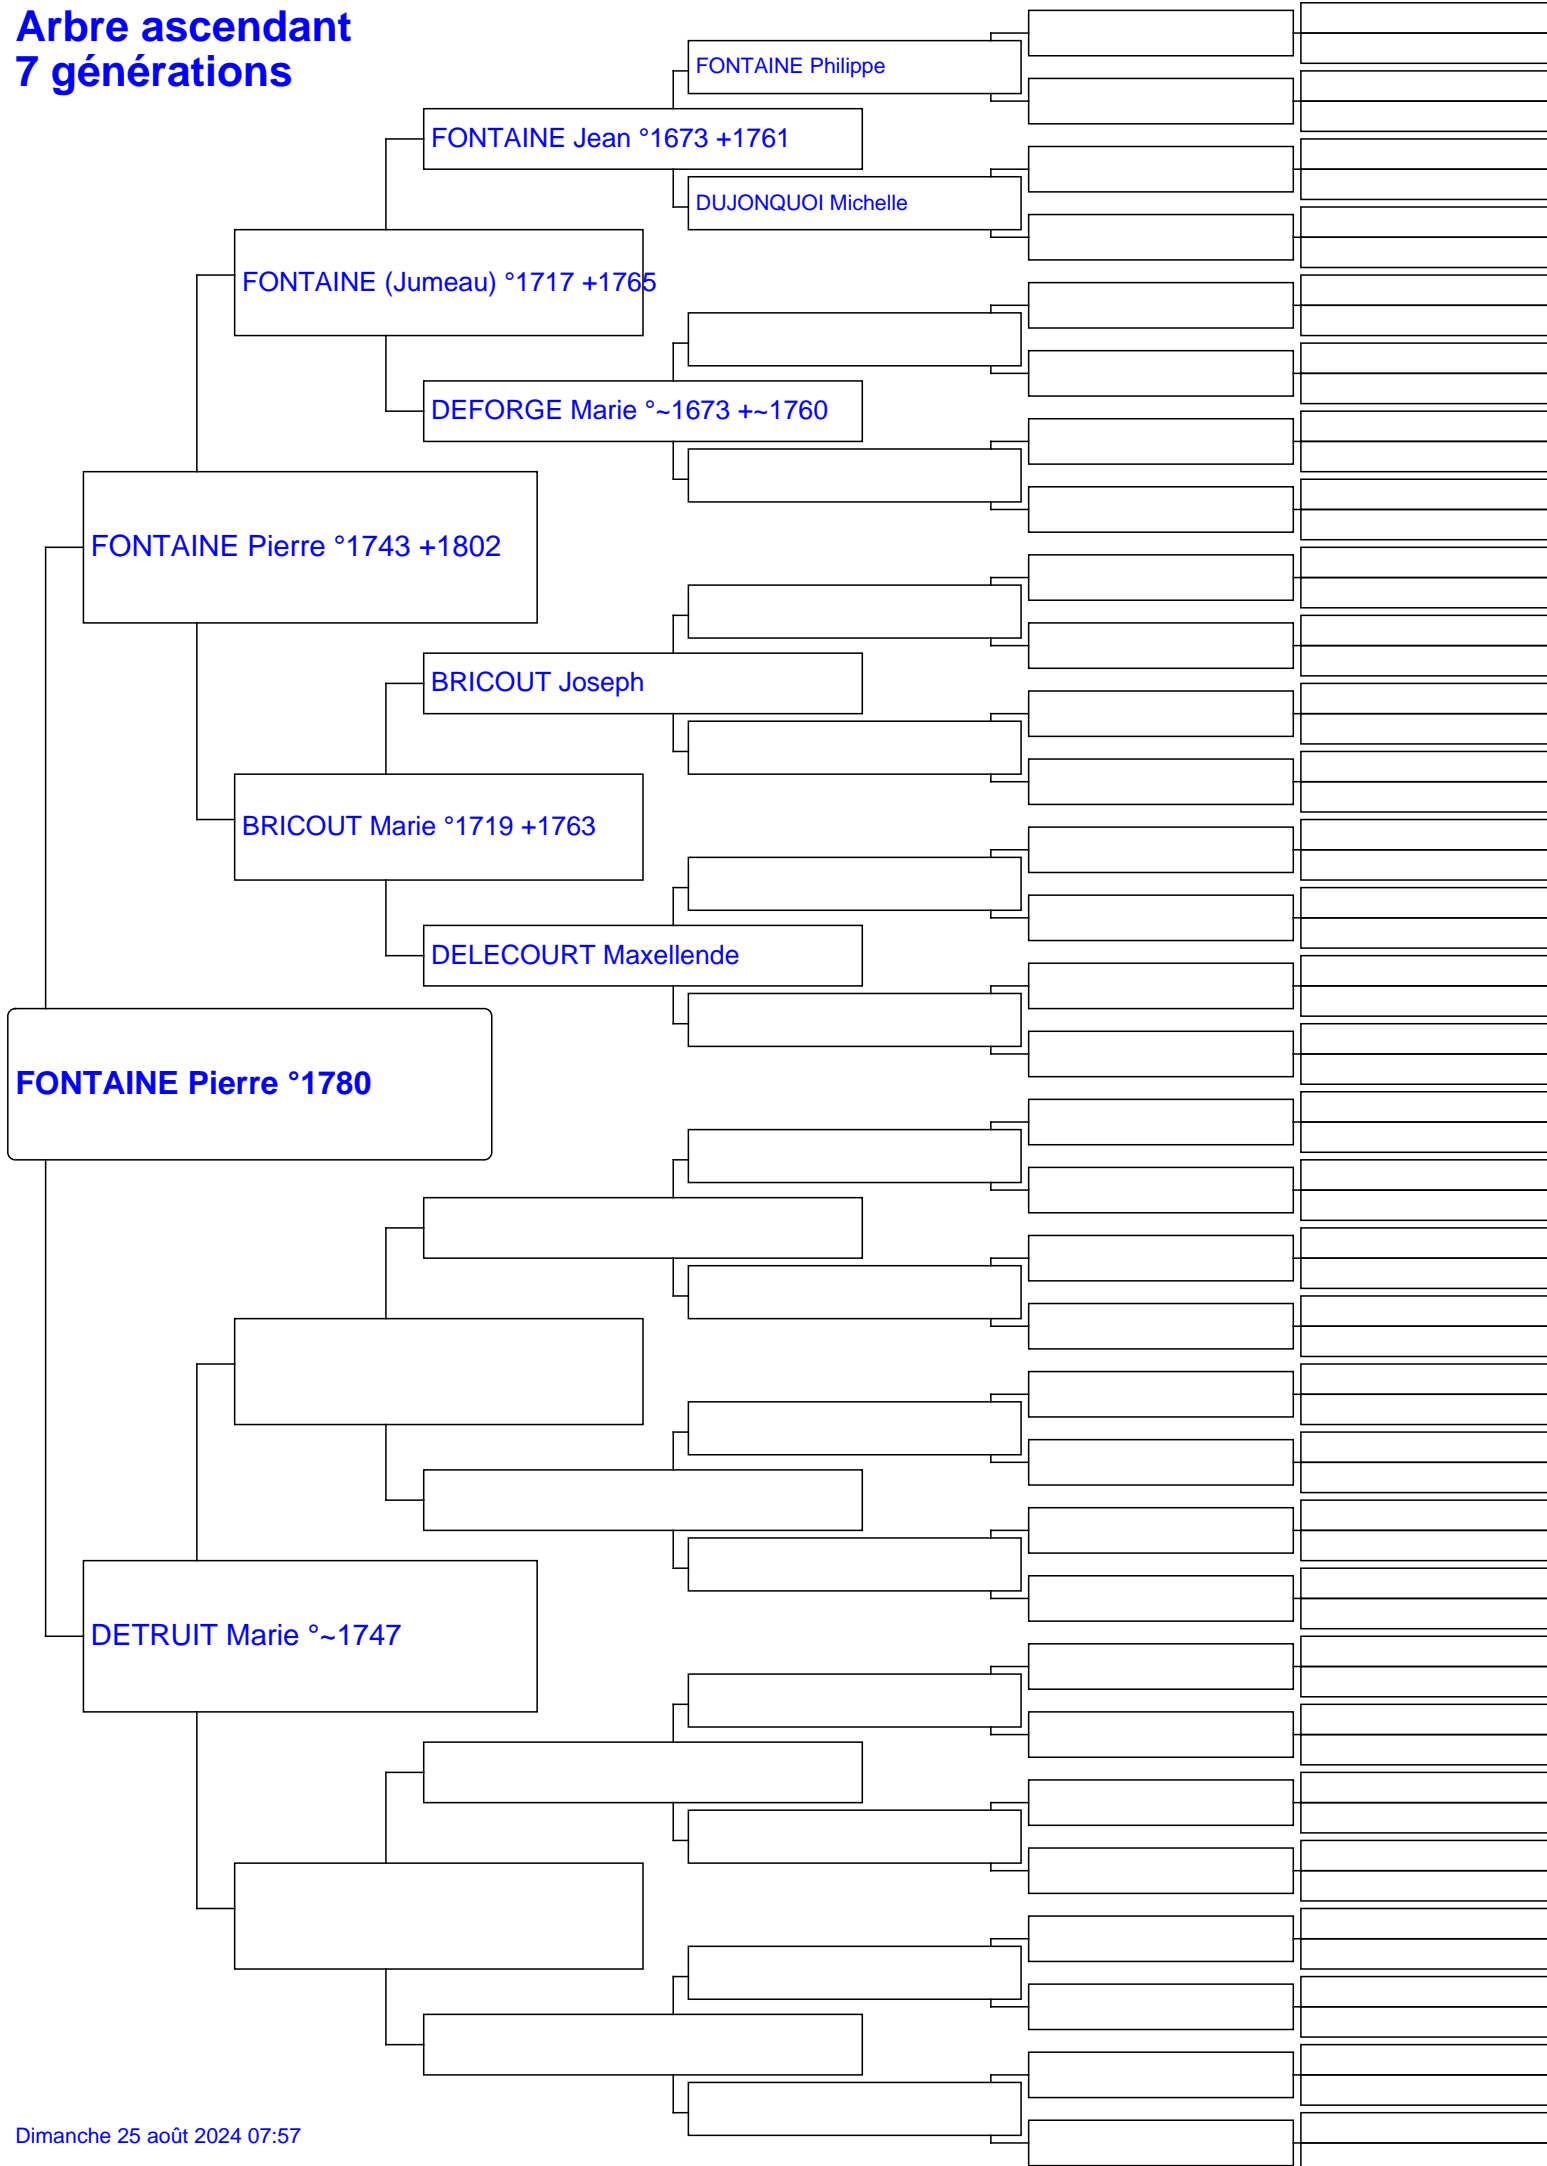 Arbre ascendant
7 générations
FONTAINE Philippe
FONTAINE Jean °1673 +1761
DUJONQUOI Michelle
FONTAINE (Jumeau) °1717 +1765
DEFORGE Marie °~1673 +~1760
FONTAINE Pierre °1743 +1802
BRICOUT Joseph
BRICOUT Marie °1719 +1763
DELECOURT Maxellende
FONTAINE Pierre °1780
DETRUIT Marie °~1747
Dimanche 25 août 2024 07:57